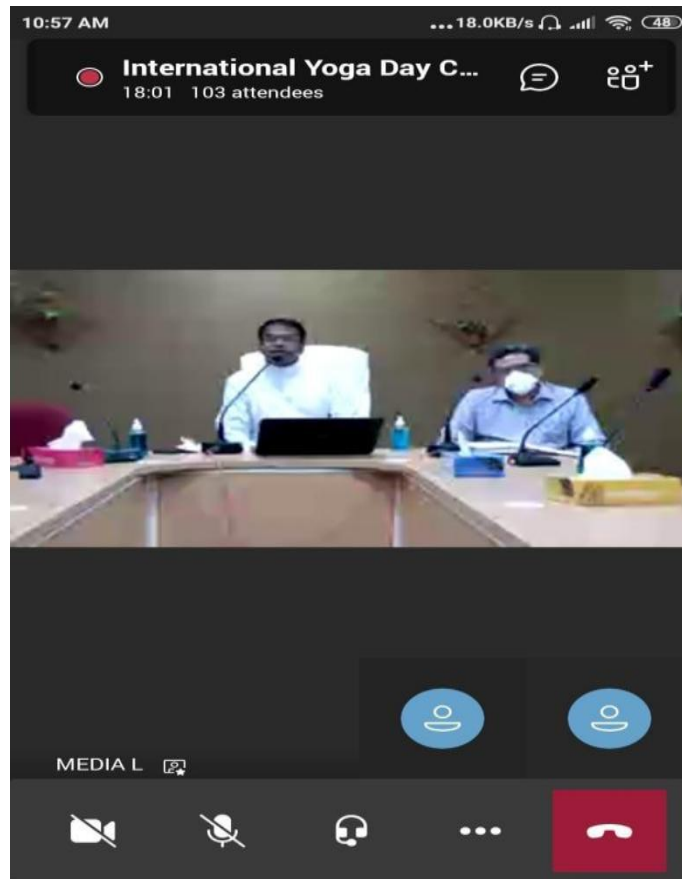 10:57 AM ...18.0KB/s 48
International Yoga Day C...
18:01 103 attendees
MEDIA L